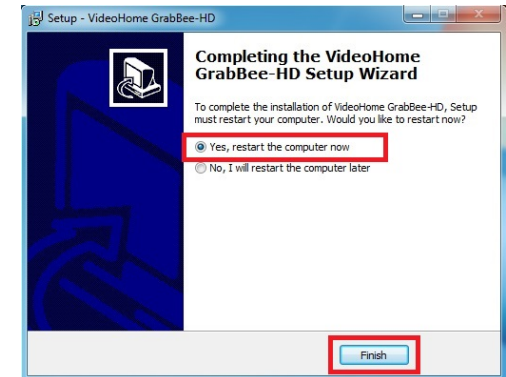 Setup - VideoHome GrabBee-HD
Completing the VideoHome
GrabBee-HD Setup Wizard
To complete the installation of VideoHome GrabBee-HD, Setup
must restart your computer. Would you like to restart now?
Yes, restart the computer now
No, I will restart the computer later
Finish